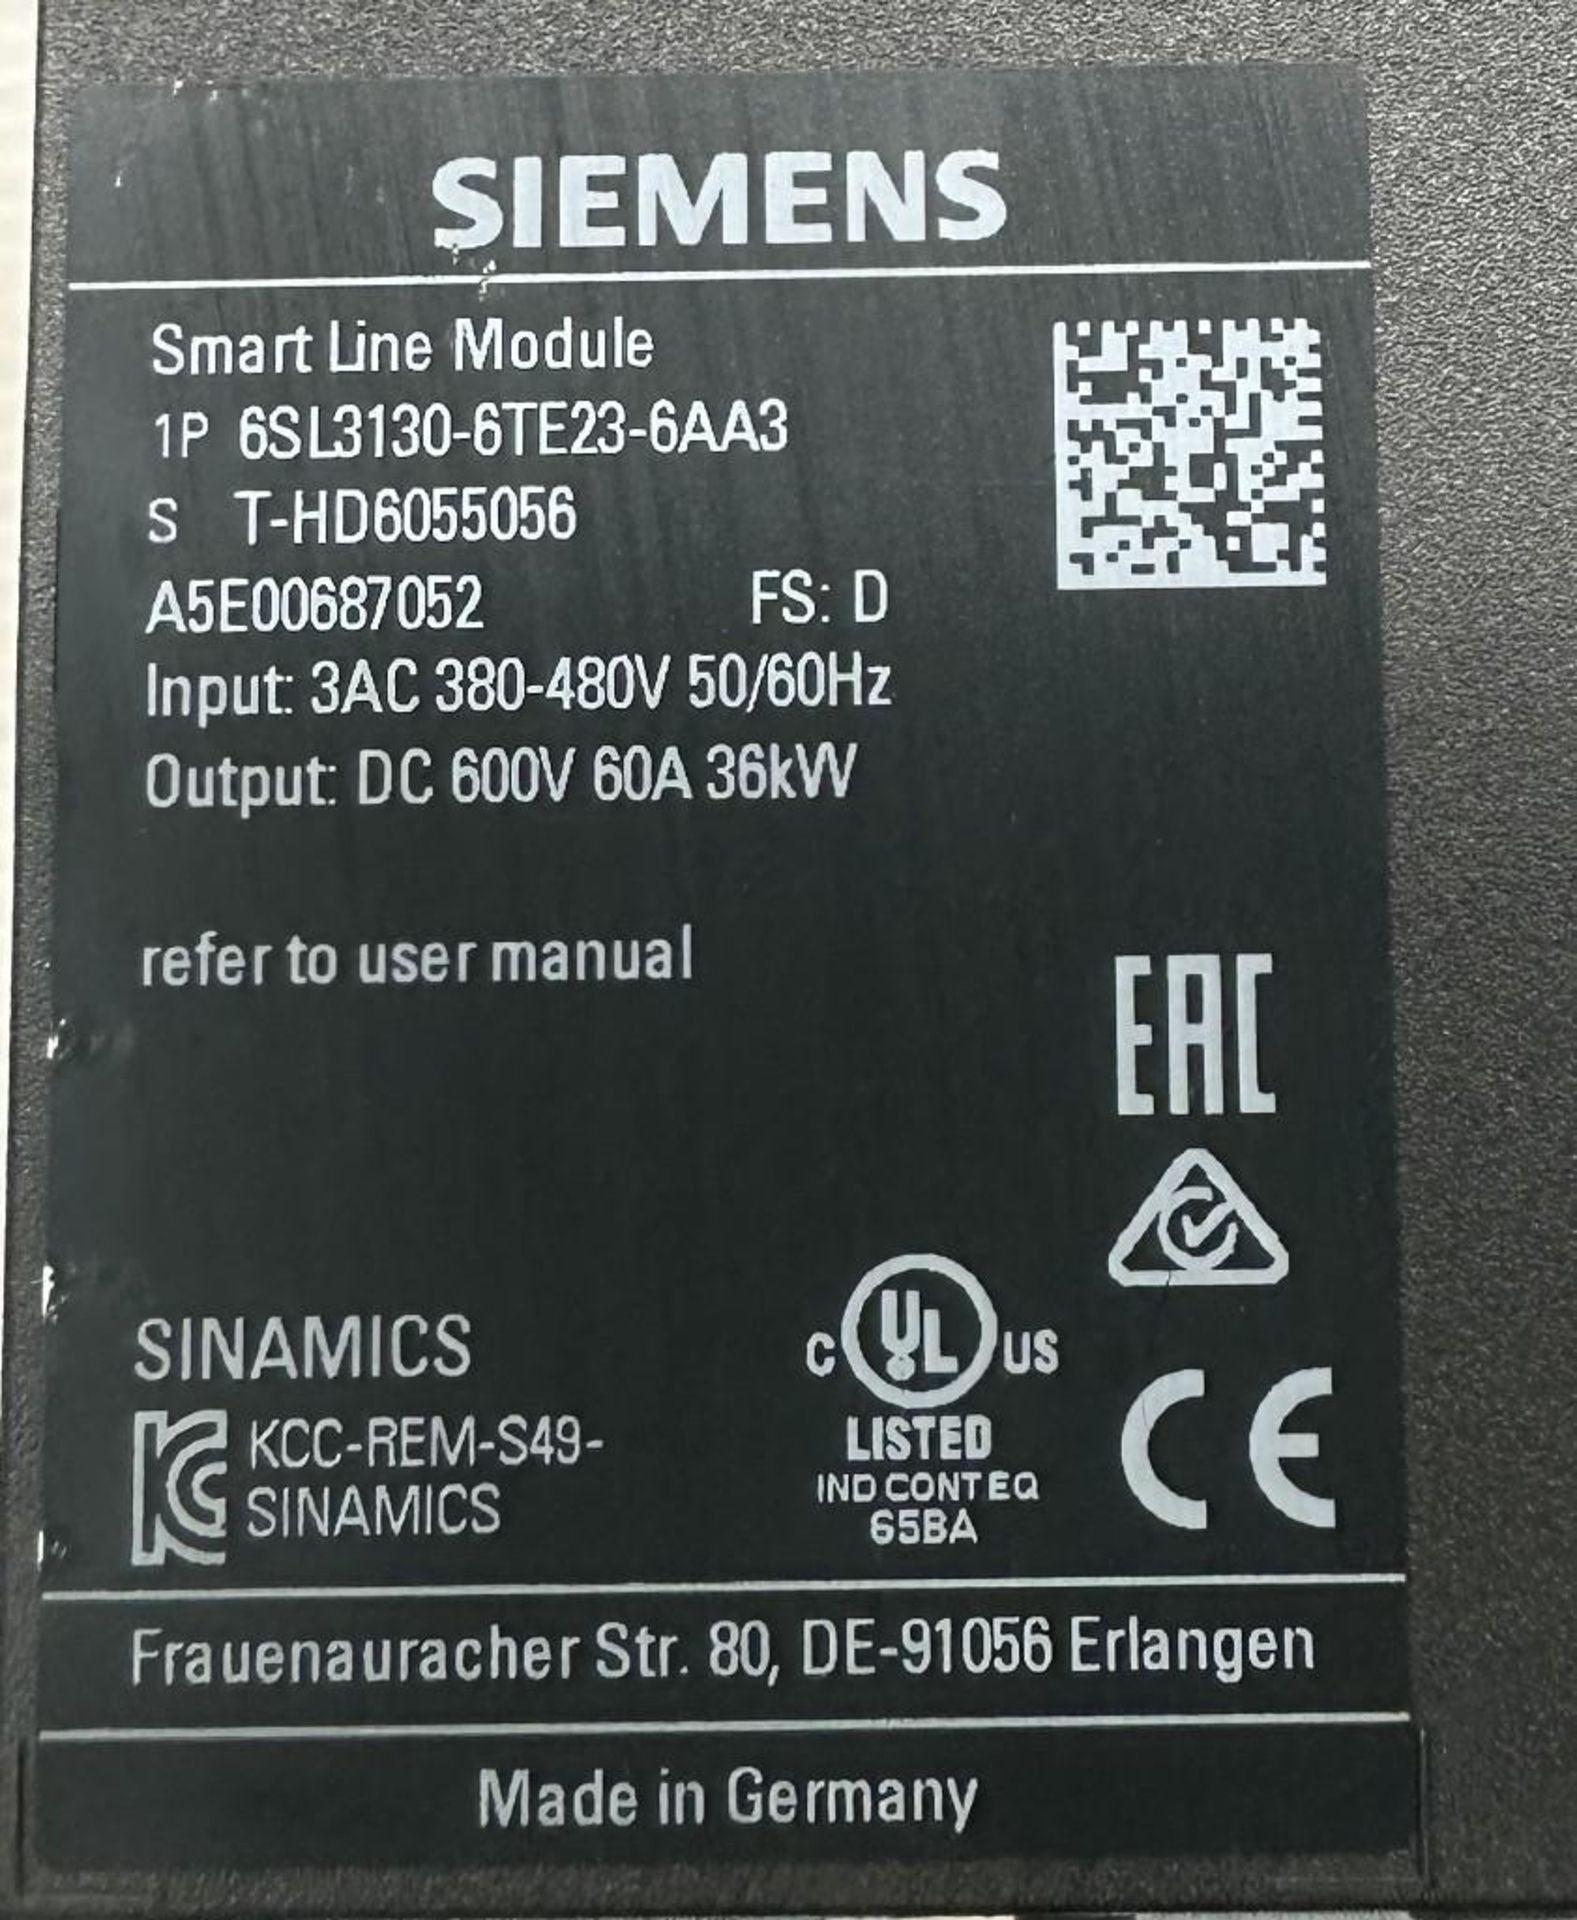 SIEMENS
Smart Line Module
1P 6SL3130-6TE23-6AA3
S T-HD6055056
A5E00687052 FS: D
Input: 3AC 380-480V 50/60Hz
Output: DC 600V 60A 36kW
refer to user manual
EAC
SINAMICS
C UL US
LISTED
IND CONT EQ
65BA
CE
KC KCC-REM-S49-
SINAMICS
Frauenauracher Str. 80, DE-91056 Erlangen
Made in Germany